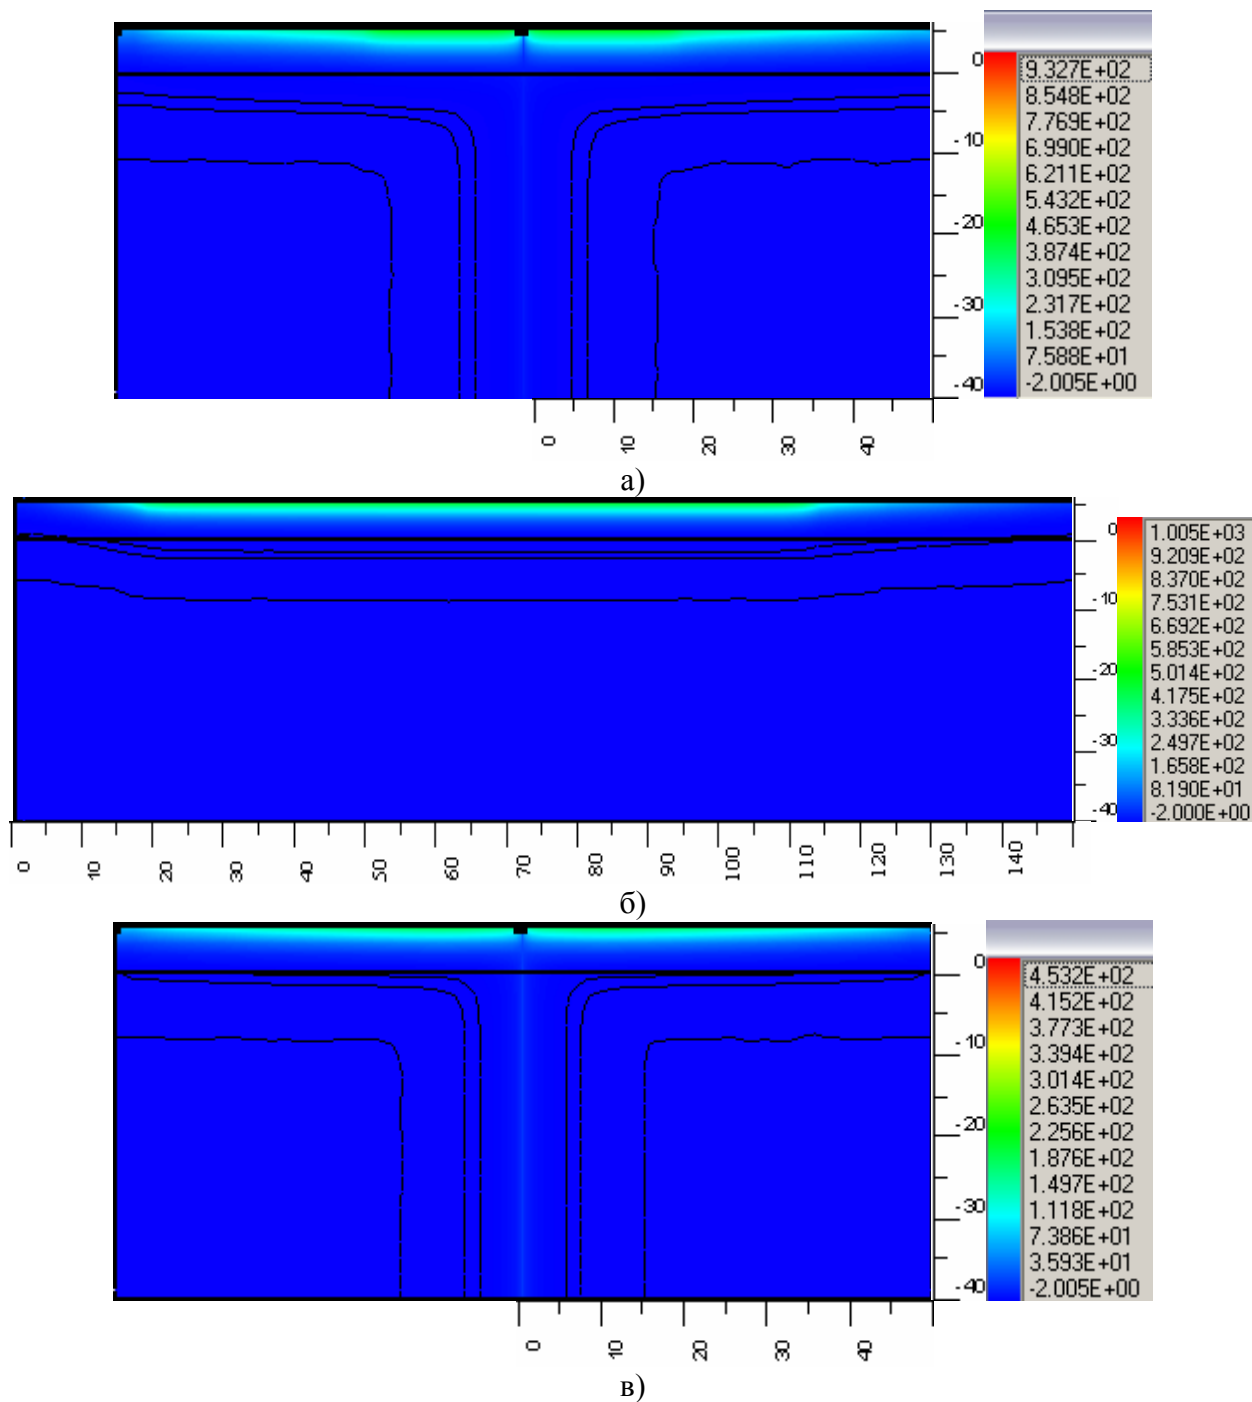 0
-10
-20
-30
-40
9.327E+02
8.548E+02
7.769E+02
6.990E+02
6.211E+02
5.432E+02
4.653E+02
3.874E+02
3.095E+02
2.317E+02
1.538E+02
7.588E+01
-2.005E+00
0 10 20 30 40
а)
0
-10
-20
-30
-40
1.005E+03
9.209E+02
8.370E+02
7.531E+02
6.692E+02
5.853E+02
5.014E+02
4.175E+02
3.336E+02
2.497E+02
1.658E+02
8.190E+01
-2.000E+00
0 10 20 30 40 50 60 70 80 90 100 110 120 130 140
б)
0
-10
-20
-30
-40
4.532E+02
4.152E+02
3.773E+02
3.394E+02
3.014E+02
2.635E+02
2.256E+02
1.876E+02
1.497E+02
1.118E+02
7.386E+01
3.593E+01
-2.005E+00
0 10 20 30 40
в)